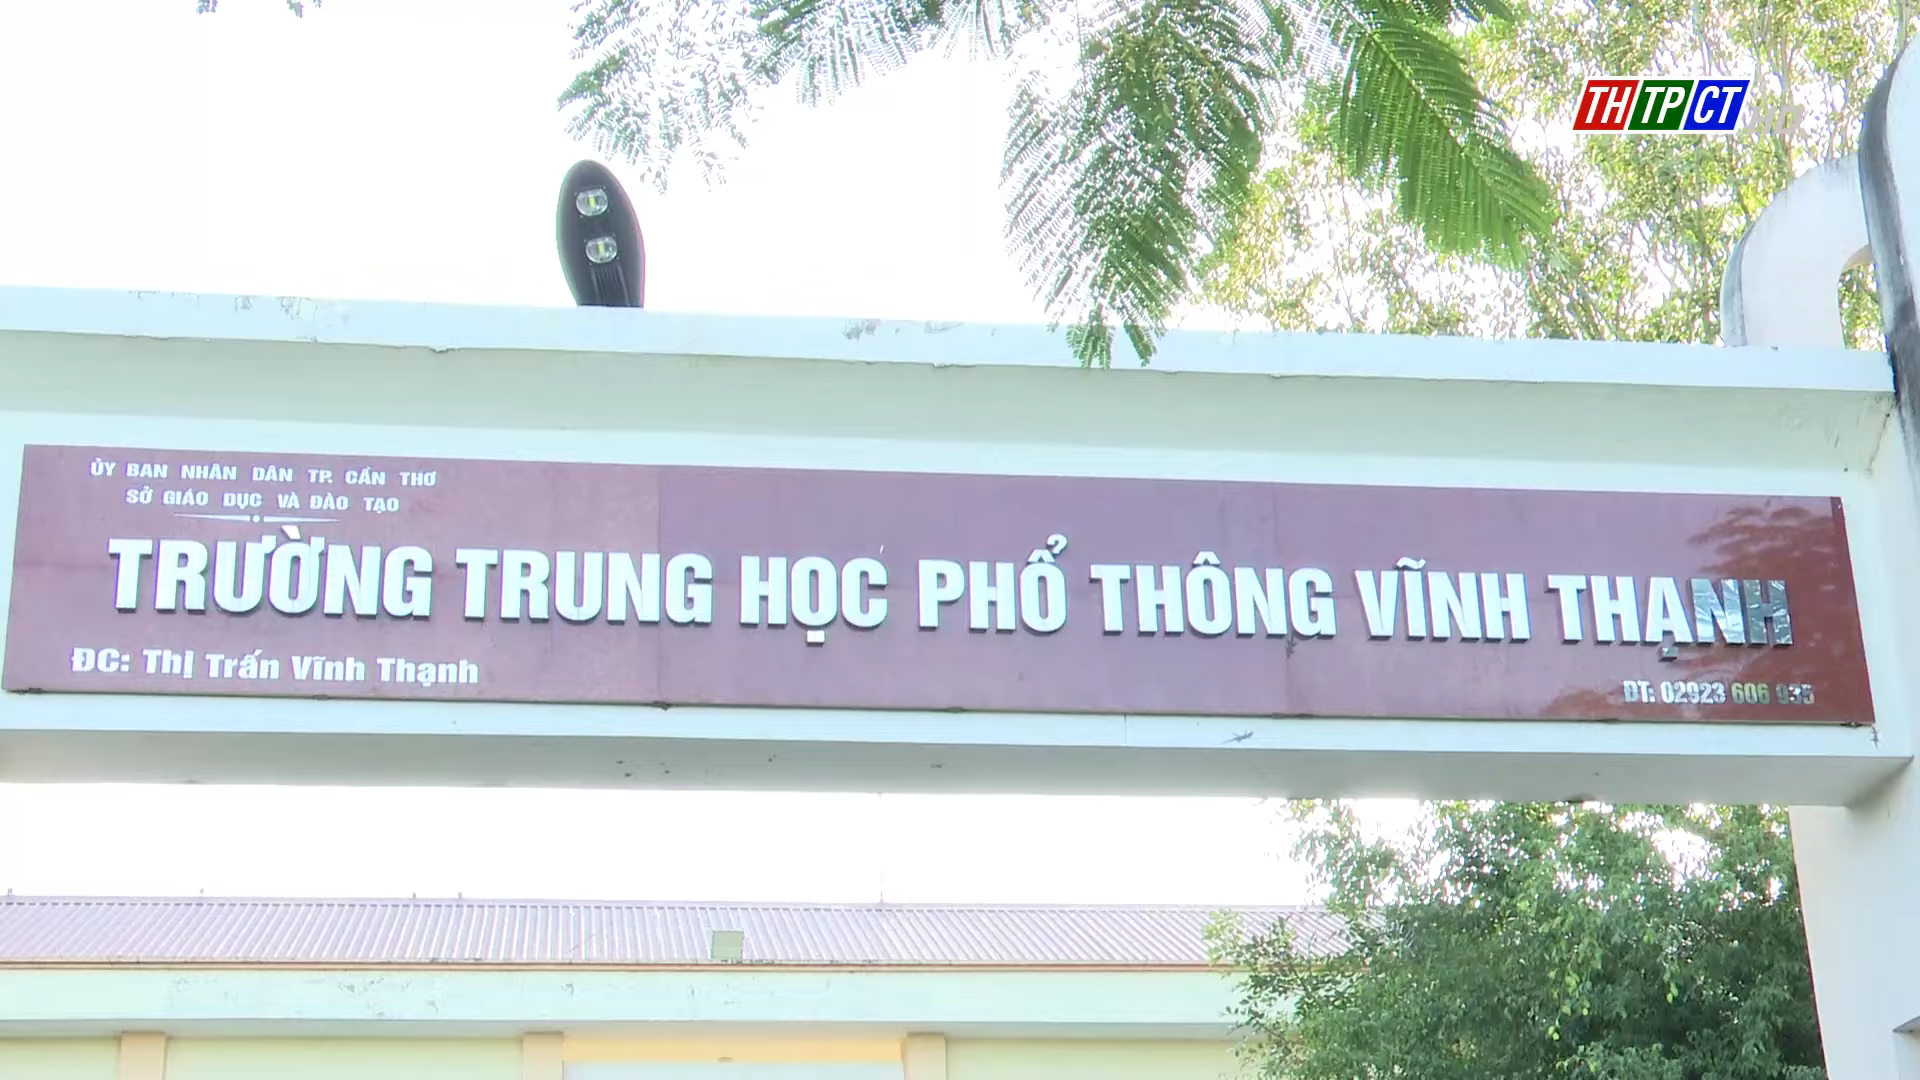 THTPCT HD
ỦY BAN NHÂN DÂN TP. CẦN THƠ
SỞ GIÁO DỤC VÀ ĐÀO TẠO
TRƯỜNG TRUNG HỌC PHỔ THÔNG VĨNH THẠNH
ĐC: Thị Trấn Vĩnh Thạnh
ĐT: 02923 606 935